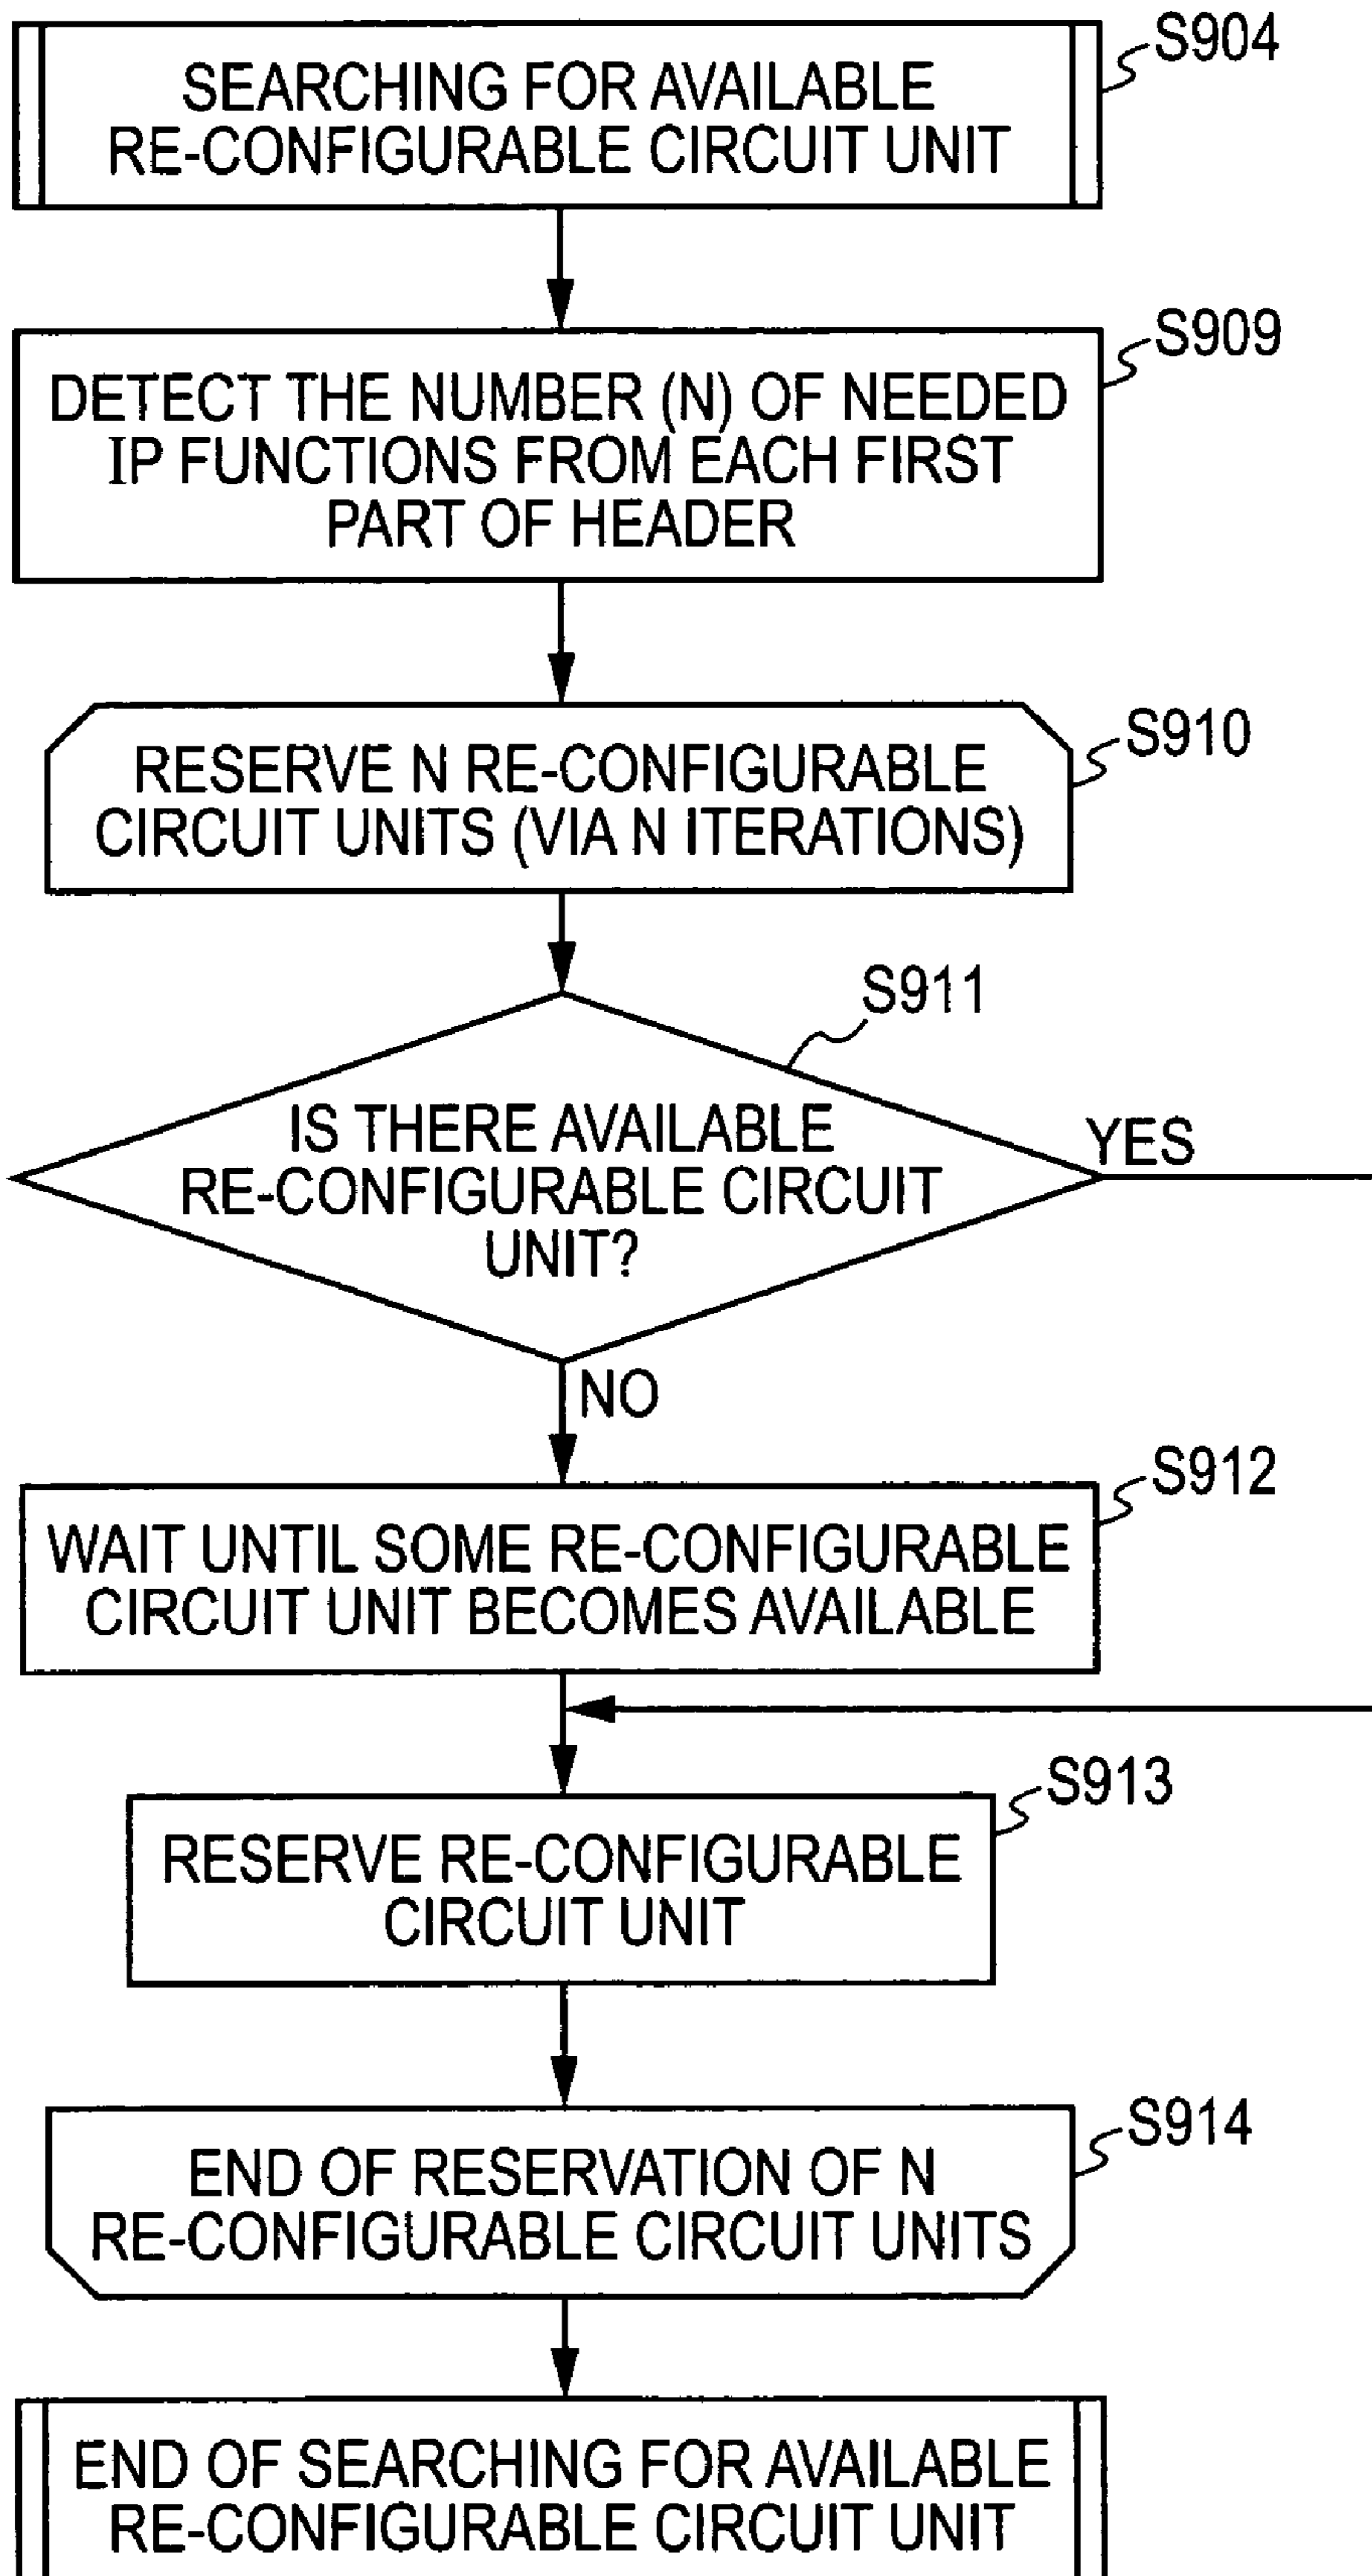 S904
SEARCHING FOR AVAILABLE
RE-CONFIGURABLE CIRCUIT UNIT
S909
DETECT THE NUMBER (N) OF NEEDED
IP FUNCTIONS FROM EACH FIRST
PART OF HEADER
S910
RESERVE N RE-CONFIGURABLE
CIRCUIT UNITS (VIA N ITERATIONS)
S911
IS THERE AVAILABLE
RE-CONFIGURABLE CIRCUIT
UNIT?
YES
NO
S912
WAIT UNTIL SOME RE-CONFIGURABLE
CIRCUIT UNIT BECOMES AVAILABLE
S913
RESERVE RE-CONFIGURABLE
CIRCUIT UNIT
S914
END OF RESERVATION OF N
RE-CONFIGURABLE CIRCUIT UNITS
END OF SEARCHING FOR AVAILABLE
RE-CONFIGURABLE CIRCUIT UNIT